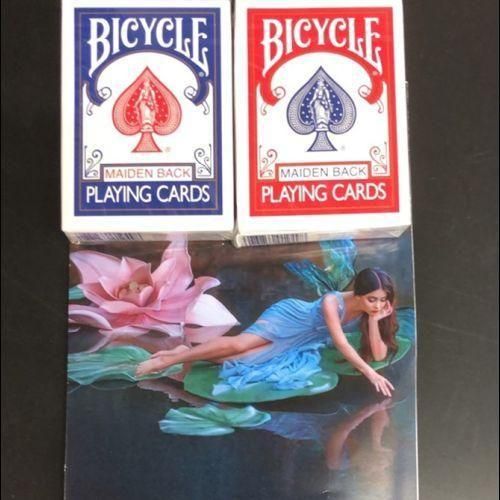 BICYCLE
MAIDEN BACK
PLAYING CARDS
BICYCLE
MAIDEN BACK
PLAYING CARDS